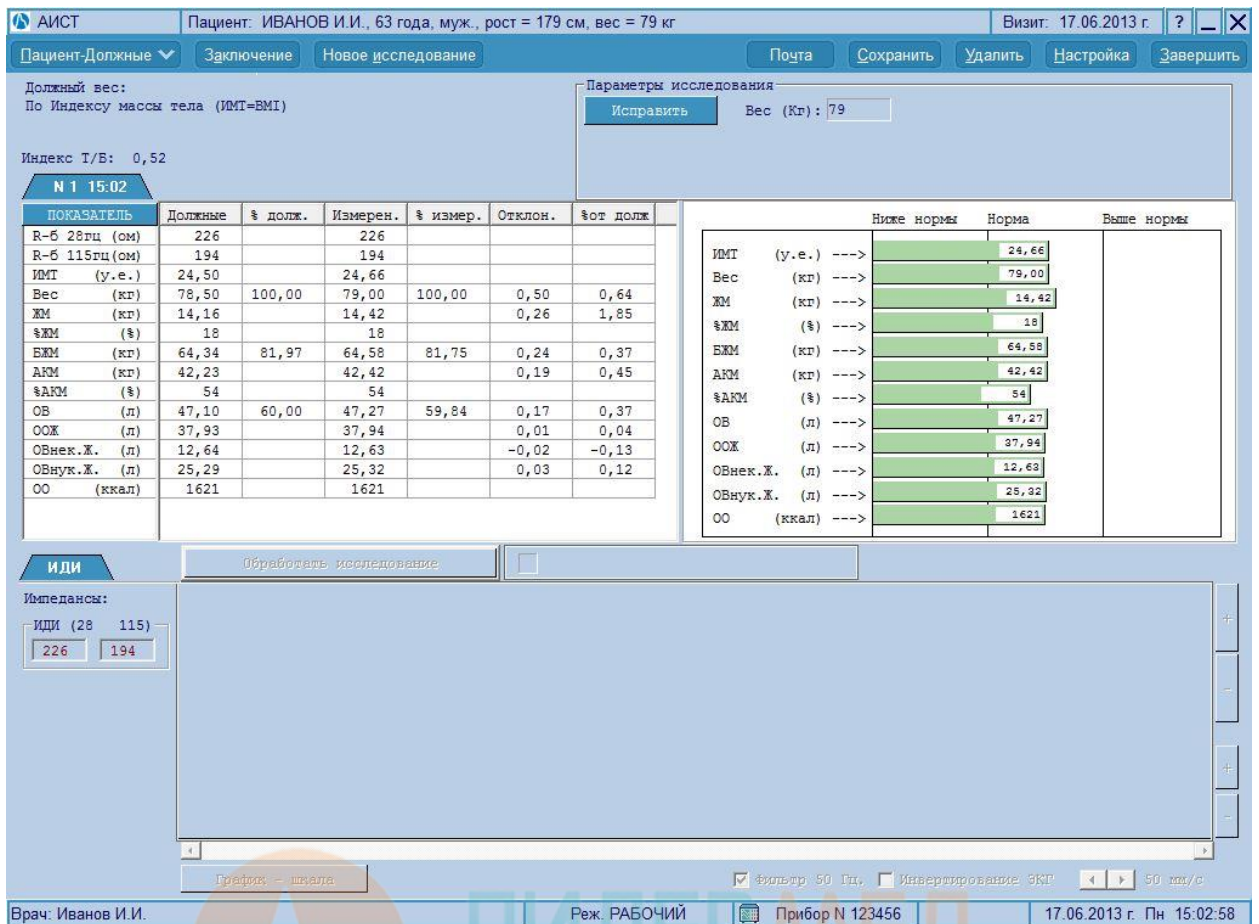 АИСТ Пациент: ИВАНОВ И.И., 63 года, муж., рост = 179 см, вес = 79 кг Визит: 17.06.2013 г. ?
Пациент-Должные Заключение Новое исследование Почта Сохранить Удалить Настройка Завершить
Должный вес:
По Индексу массы тела (ИМТ=BMI)
Индекс Т/Б: 0,52
Параметры исследования
Исправить Вес (Кг): 79
N 1 15:02
ПОКАЗАТЕЛЬ Должные % долж. Измерен. % измер. Отклон. %от долж
R-б 28гц (ом) 226 226
R-б 115гц(ом) 194 194
ИМТ (у.е.) 24,50 24,66
Вес (кг) 78,50 100,00 79,00 100,00 0,50 0,64
ЖМ (кг) 14,16 14,42 0,26 1,85
%ЖМ (%) 18 18
БЖМ (кг) 64,34 81,97 64,58 81,75 0,24 0,37
АКМ (кг) 42,23 42,42 0,19 0,45
%АКМ (%) 54 54
ОВ (л) 47,10 60,00 47,27 59,84 0,17 0,37
ООЖ (л) 37,93 37,94 0,01 0,04
ОВнек.Ж. (л) 12,64 12,63 -0,02 -0,13
ОВнук.Ж. (л) 25,29 25,32 0,03 0,12
ОО (ккал) 1621 1621
Ниже нормы Норма Выше нормы
ИМТ (у.е.) ---> 24,66
Вес (кг) ---> 79,00
ЖМ (кг) ---> 14,42
%ЖМ (%) ---> 18
БЖМ (кг) ---> 64,58
АКМ (кг) ---> 42,42
%АКМ (%) ---> 54
ОВ (л) ---> 47,27
ООЖ (л) ---> 37,94
ОВнек.Ж. (л) ---> 12,63
ОВнук.Ж. (л) ---> 25,32
ОО (ккал) ---> 1621
ИДИ
Обработать исследование
Импедансы:
ИДИ (28 115)
226 194
+
-
+
-
График - шкала Фильтр 50 Гц. Инвертирование ЭКГ 50 мм/с
Врач: Иванов И.И. Реж. РАБОЧИЙ Прибор N 123456 17.06.2013 г. Пн 15:02:58